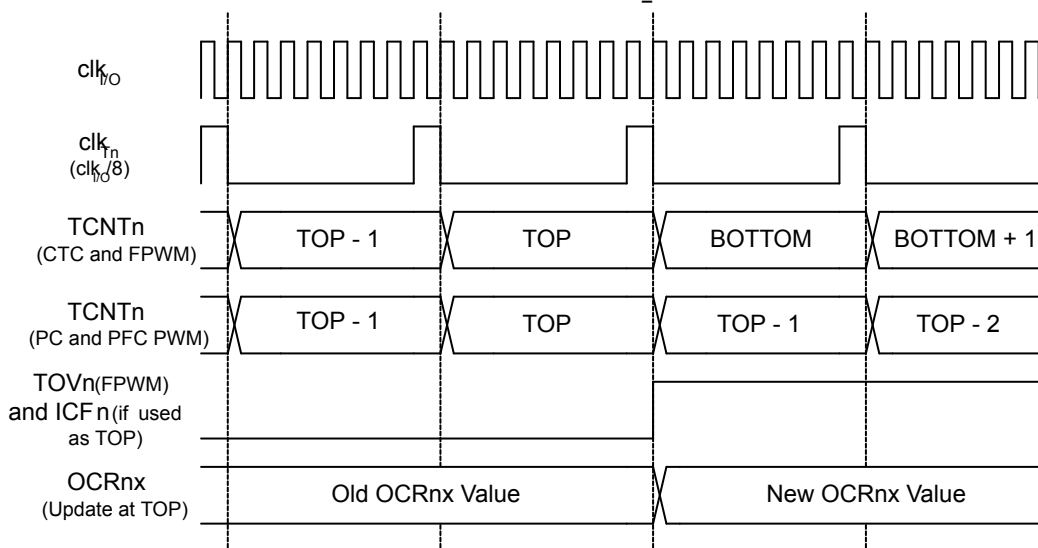 _
clkI/O
clkTn
(clkI/O/8)
TCNTn
(CTC and FPWM)
TOP - 1
TOP
BOTTOM
BOTTOM + 1
TCNTn
(PC and PFC PWM)
TOP - 1
TOP
TOP - 1
TOP - 2
TOVn(FPWM)
and ICFn(if used
as TOP)
OCRnx
(Update at TOP)
Old OCRnx Value
New OCRnx Value